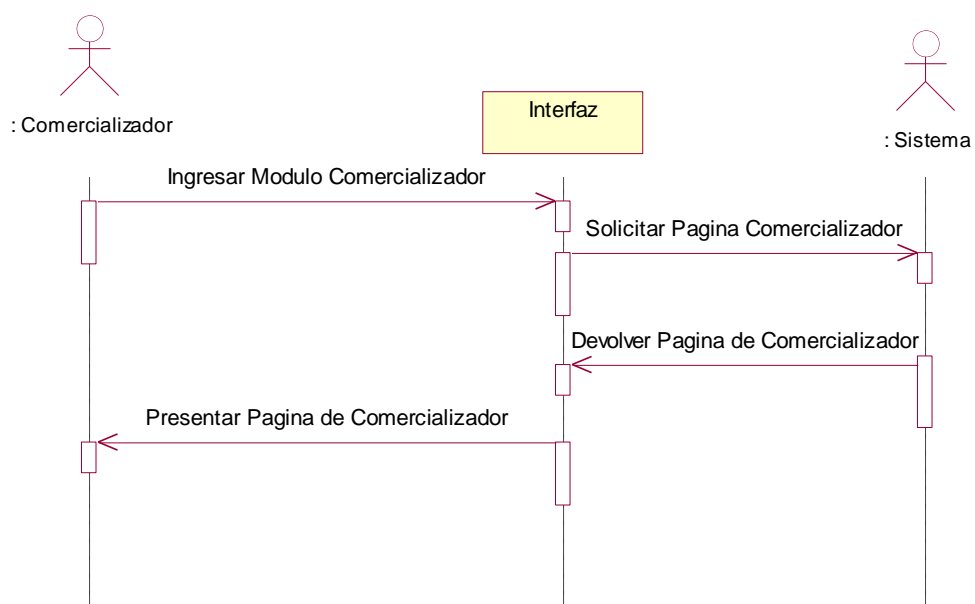 : Comercializador
Interfaz
: Sistema
Ingresar Modulo Comercializador
Solicitar Pagina Comercializador
Devolver Pagina de Comercializador
Presentar Pagina de Comercializador